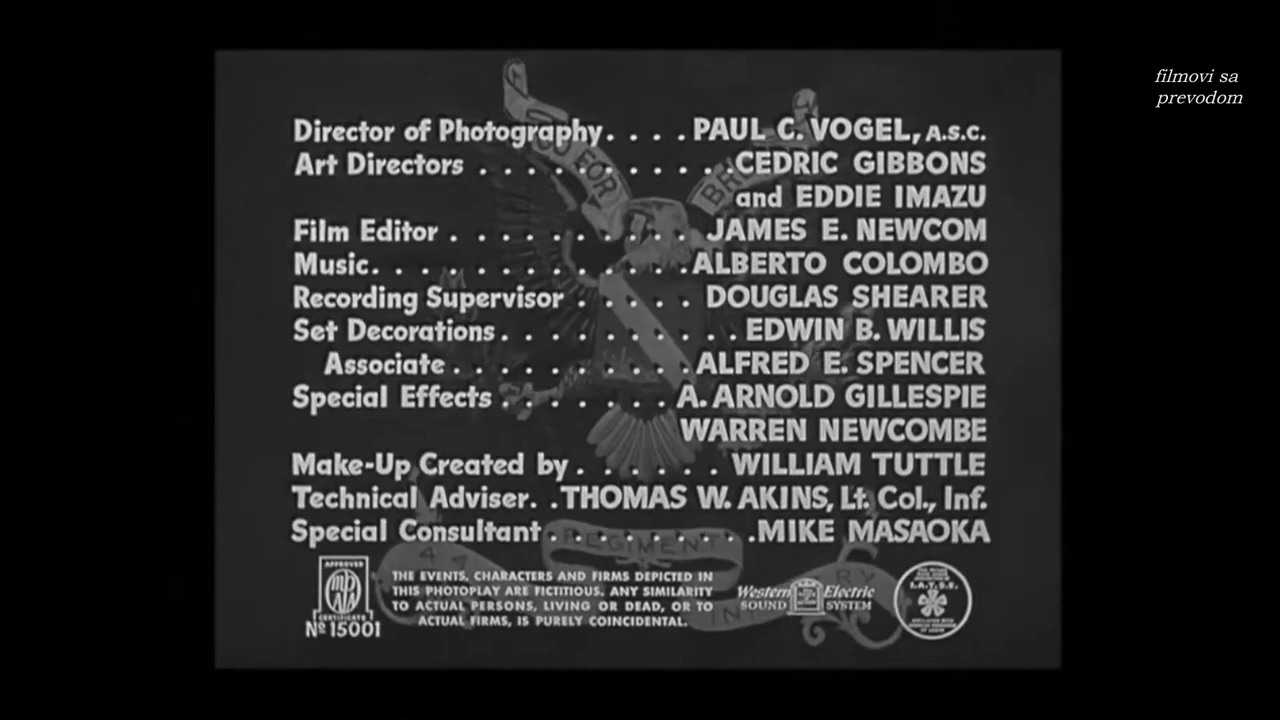 filmovi sa
prevodom
Director of Photography. . . . PAUL C. VOGEL, A.S.C.
Art Directors . . . . . . . . . . . CEDRIC GIBBONS
and EDDIE IMAZU
Film Editor . . . . . . . . . . JAMES E. NEWCOM
Music. . . . . . . . . . . . . ALBERTO COLOMBO
Recording Supervisor . . . . . DOUGLAS SHEARER
Set Decorations. . . . . . . . . . EDWIN B. WILLIS
Associate . . . . . . . . . . ALFRED E. SPENCER
Special Effects . . . . . . . A. ARNOLD GILLESPIE
WARREN NEWCOMBE
Make-Up Created by . . . . . . WILLIAM TUTTLE
Technical Adviser. . THOMAS W. AKINS, Lt. Col., Inf.
Special Consultant . . . . . . . . . MIKE MASAOKA
APPROVED
CERTIFICATE
Nº 15001
THE EVENTS, CHARACTERS AND FIRMS DEPICTED IN
THIS PHOTOPLAY ARE FICTITIOUS. ANY SIMILARITY
TO ACTUAL PERSONS, LIVING OR DEAD, OR TO
ACTUAL FIRMS, IS PURELY COINCIDENTAL.
Western Electric
SOUND SYSTEM
I.A.T.S.E.
FOR
REGIMENT